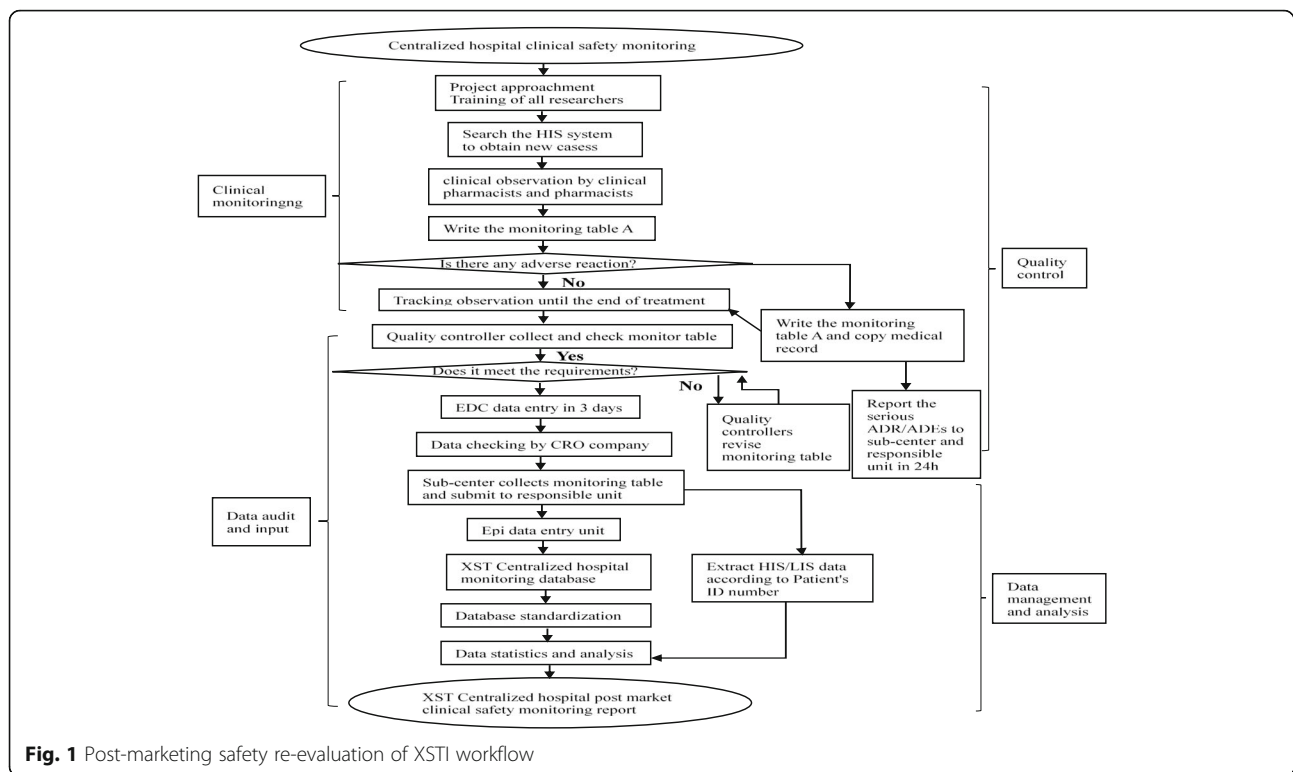 Centralized hospital clinical safety monitoring
Project approachment
Training of all researchers
Search the HIS system
to obtain new casess
clinical observation by clinical
pharmacists and pharmacists
Clinical
monitoringng
Write the monitoring table A
Is there any adverse reaction?
Quality
control
No
Tracking observation until the end of treatment
Write the monitoring
table A and copy medical
record
Quality controller collect and check monitor table
Yes
Does it meet the requirements?
No
EDC data entry in 3 days
Quality
controllers
revise
monitoring table
Report the
serious
ADR/ADEs to
sub-center and
responsible
unit in 24h
Data checking by CRO company
Sub-center collects monitoring table
and submit to responsible unit
Data audit
and input
Epi data entry unit
XST Centralized hospital
monitoring database
Extract HIS/LIS data
according to Patient's
ID number
Data
management
and analysis
Database standardization
Data statistics and analysis
XST Centralized hospital post market
clinical safety monitoring report
Fig. 1 Post-marketing safety re-evaluation of XSTI workflow